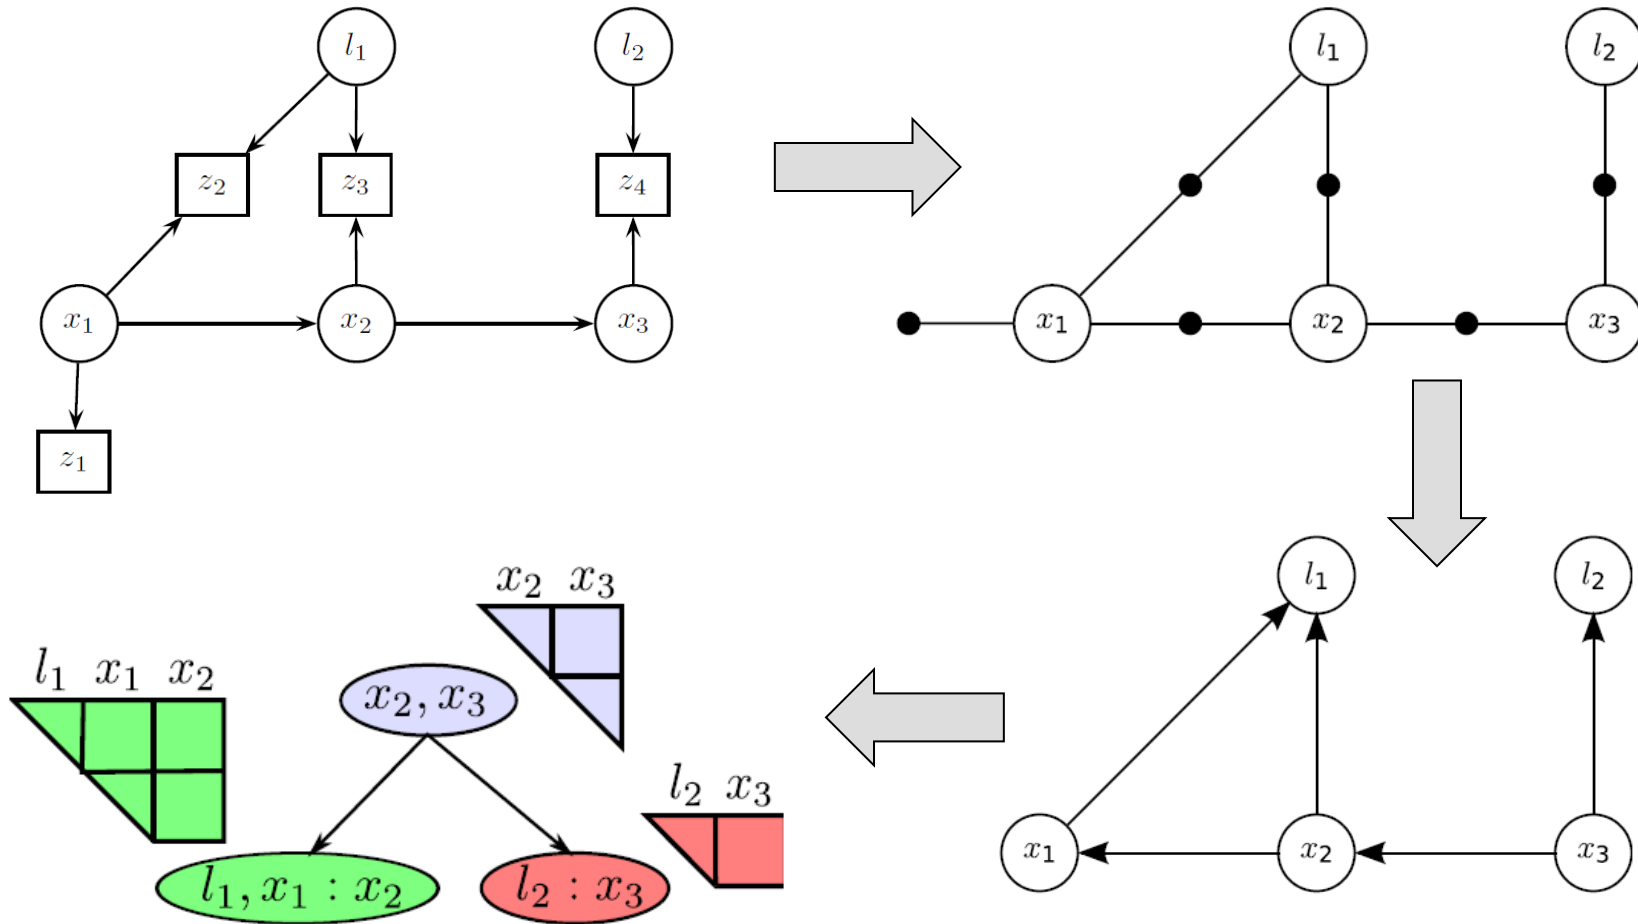 l₁ l₂
z₂ z₃ z₄
x₁ x₂ x₃
z₁
l₁ l₂
x₁ x₂ x₃
l₁ l₂
x₁ x₂ x₃
x₂ x₃
l₁ x₁ x₂
x₂, x₃
l₂ x₃
l₁, x₁ : x₂
l₂ : x₃